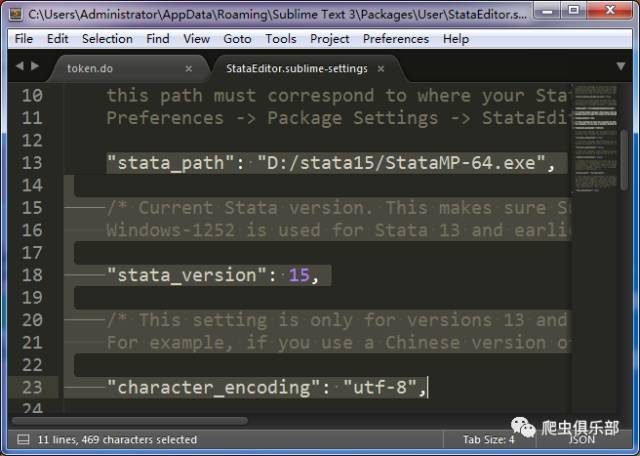 C:\Users\Administrator\AppData\Roaming\Sublime Text 3\Packages\User\StataEditor.s...
File Edit Selection Find View Goto Tools Project Preferences Help
token.do × StataEditor.sublime-settings ×
10 this path must correspond to where your Stat
11 Preferences -> Package Settings -> StataEdit
12
13 "stata_path": "D:/stata15/StataMP-64.exe",
14
15 /* Current Stata version. This makes sure Su
16 Windows-1252 is used for Stata 13 and earlie
17
18 "stata_version": 15,
19
20 /* This setting is only for versions 13 and
21 For example, if you use a Chinese version o
22
23 "character_encoding": "utf-8",
24
爬虫俱乐部
11 lines, 469 characters selected Tab Size: 4 JSON